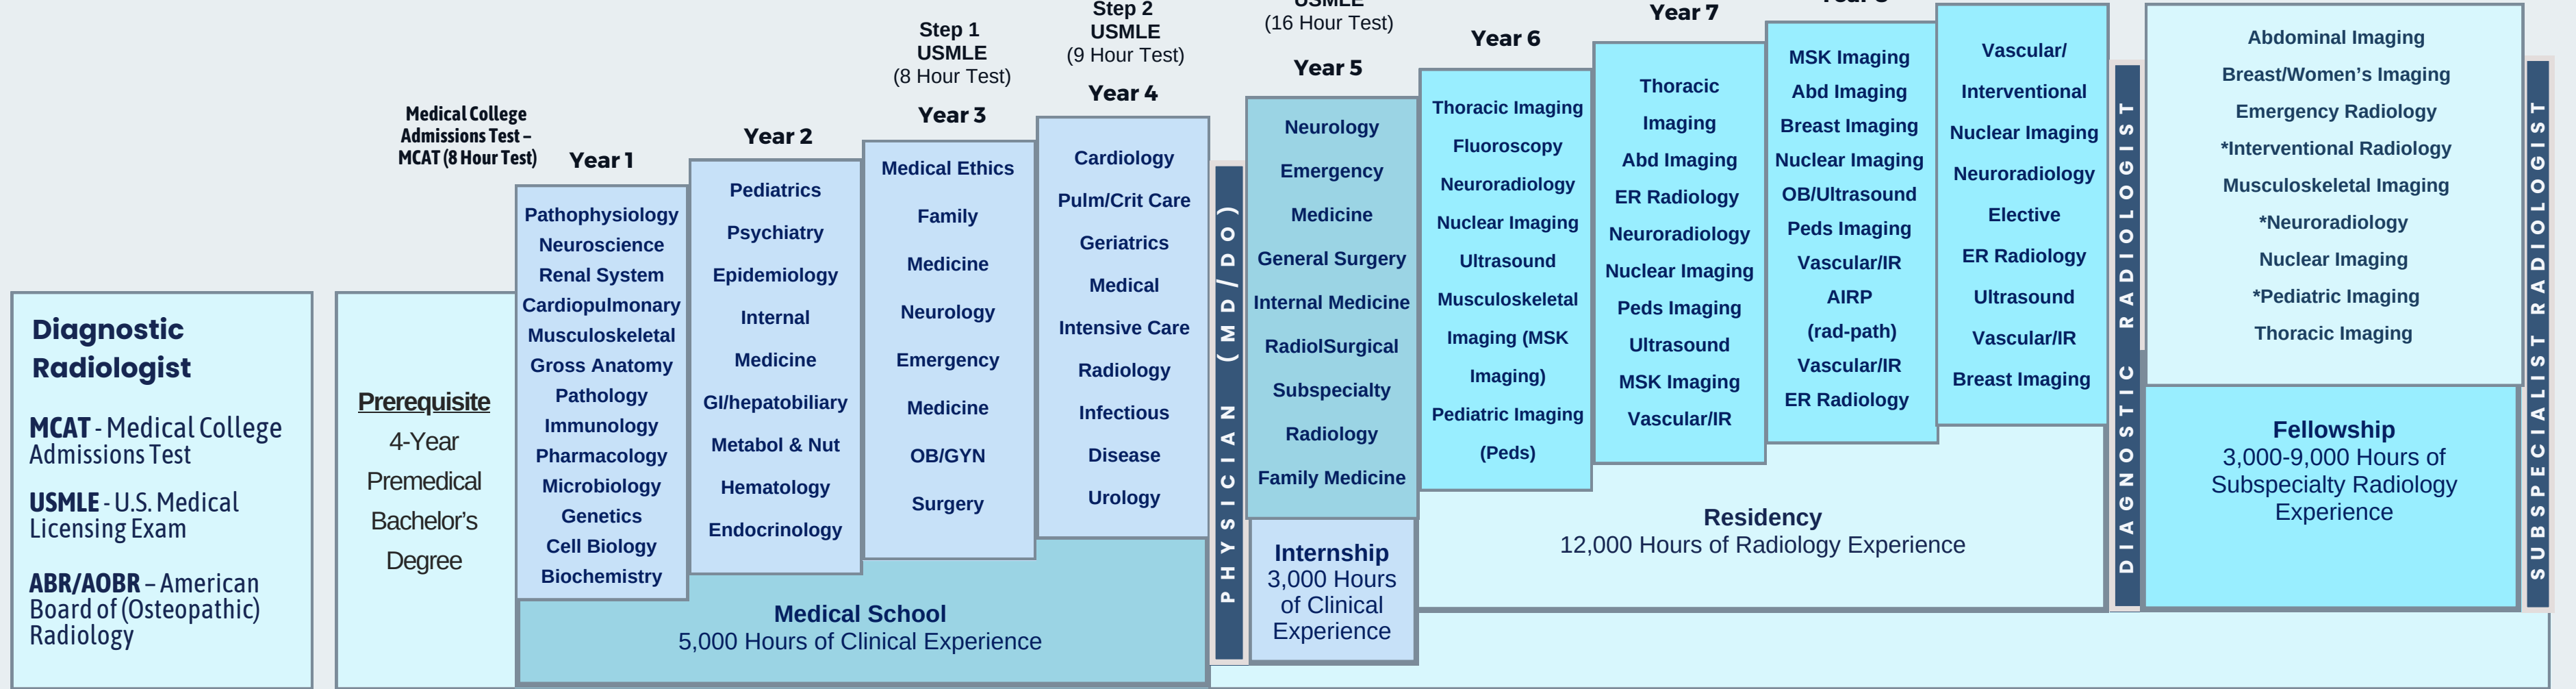 Diagnostic
Radiologist
MCAT - Medical College
Admissions Test
USMLE - U.S. Medical
Licensing Exam
ABR/AOBR – American
Board of (Osteopathic)
Radiology
Prerequisite
4-Year
Premedical
Bachelor's
Degree
Medical College
Admissions Test –
MCAT (8 Hour Test)
Year 1
Pathophysiology
Neuroscience
Renal System
Cardiopulmonary
Musculoskeletal
Gross Anatomy
Pathology
Immunology
Pharmacology
Microbiology
Genetics
Cell Biology
Biochemistry
Year 2
Pediatrics
Psychiatry
Epidemiology
Internal
Medicine
GI/hepatobiliary
Metabol & Nut
Hematology
Endocrinology
Step 1
USMLE
(8 Hour Test)
Year 3
Medical Ethics
Family
Medicine
Neurology
Emergency
Medicine
OB/GYN
Surgery
Step 2
USMLE
(9 Hour Test)
Year 4
Cardiology
Pulm/Crit Care
Geriatrics
Medical
Intensive Care
Radiology
Infectious
Disease
Urology
Medical School
5,000 Hours of Clinical Experience
PHYSICIAN (MD/DO)
USMLE
(16 Hour Test)
Year 5
Neurology
Emergency
Medicine
General Surgery
Internal Medicine
RadiolSurgical
Subspecialty
Radiology
Family Medicine
Internship
3,000 Hours
of Clinical
Experience
Year 6
Thoracic Imaging
Fluoroscopy
Neuroradiology
Nuclear Imaging
Ultrasound
Musculoskeletal
Imaging (MSK
Imaging)
Pediatric Imaging
(Peds)
Year 7
Thoracic
Imaging
Abd Imaging
ER Radiology
Neuroradiology
Nuclear Imaging
Peds Imaging
Ultrasound
MSK Imaging
Vascular/IR
MSK Imaging
Abd Imaging
Breast Imaging
Nuclear Imaging
OB/Ultrasound
Peds Imaging
Vascular/IR
AIRP
(rad-path)
Vascular/IR
ER Radiology
Vascular/
Interventional
Nuclear Imaging
Neuroradiology
Elective
ER Radiology
Ultrasound
Vascular/IR
Breast Imaging
Residency
12,000 Hours of Radiology Experience
DIAGNOSTIC RADIOLOGIST
Abdominal Imaging
Breast/Women's Imaging
Emergency Radiology
*Interventional Radiology
Musculoskeletal Imaging
*Neuroradiology
Nuclear Imaging
*Pediatric Imaging
Thoracic Imaging
Fellowship
3,000-9,000 Hours of
Subspecialty Radiology
Experience
SUBSPECIALIST RADIOLOGIST